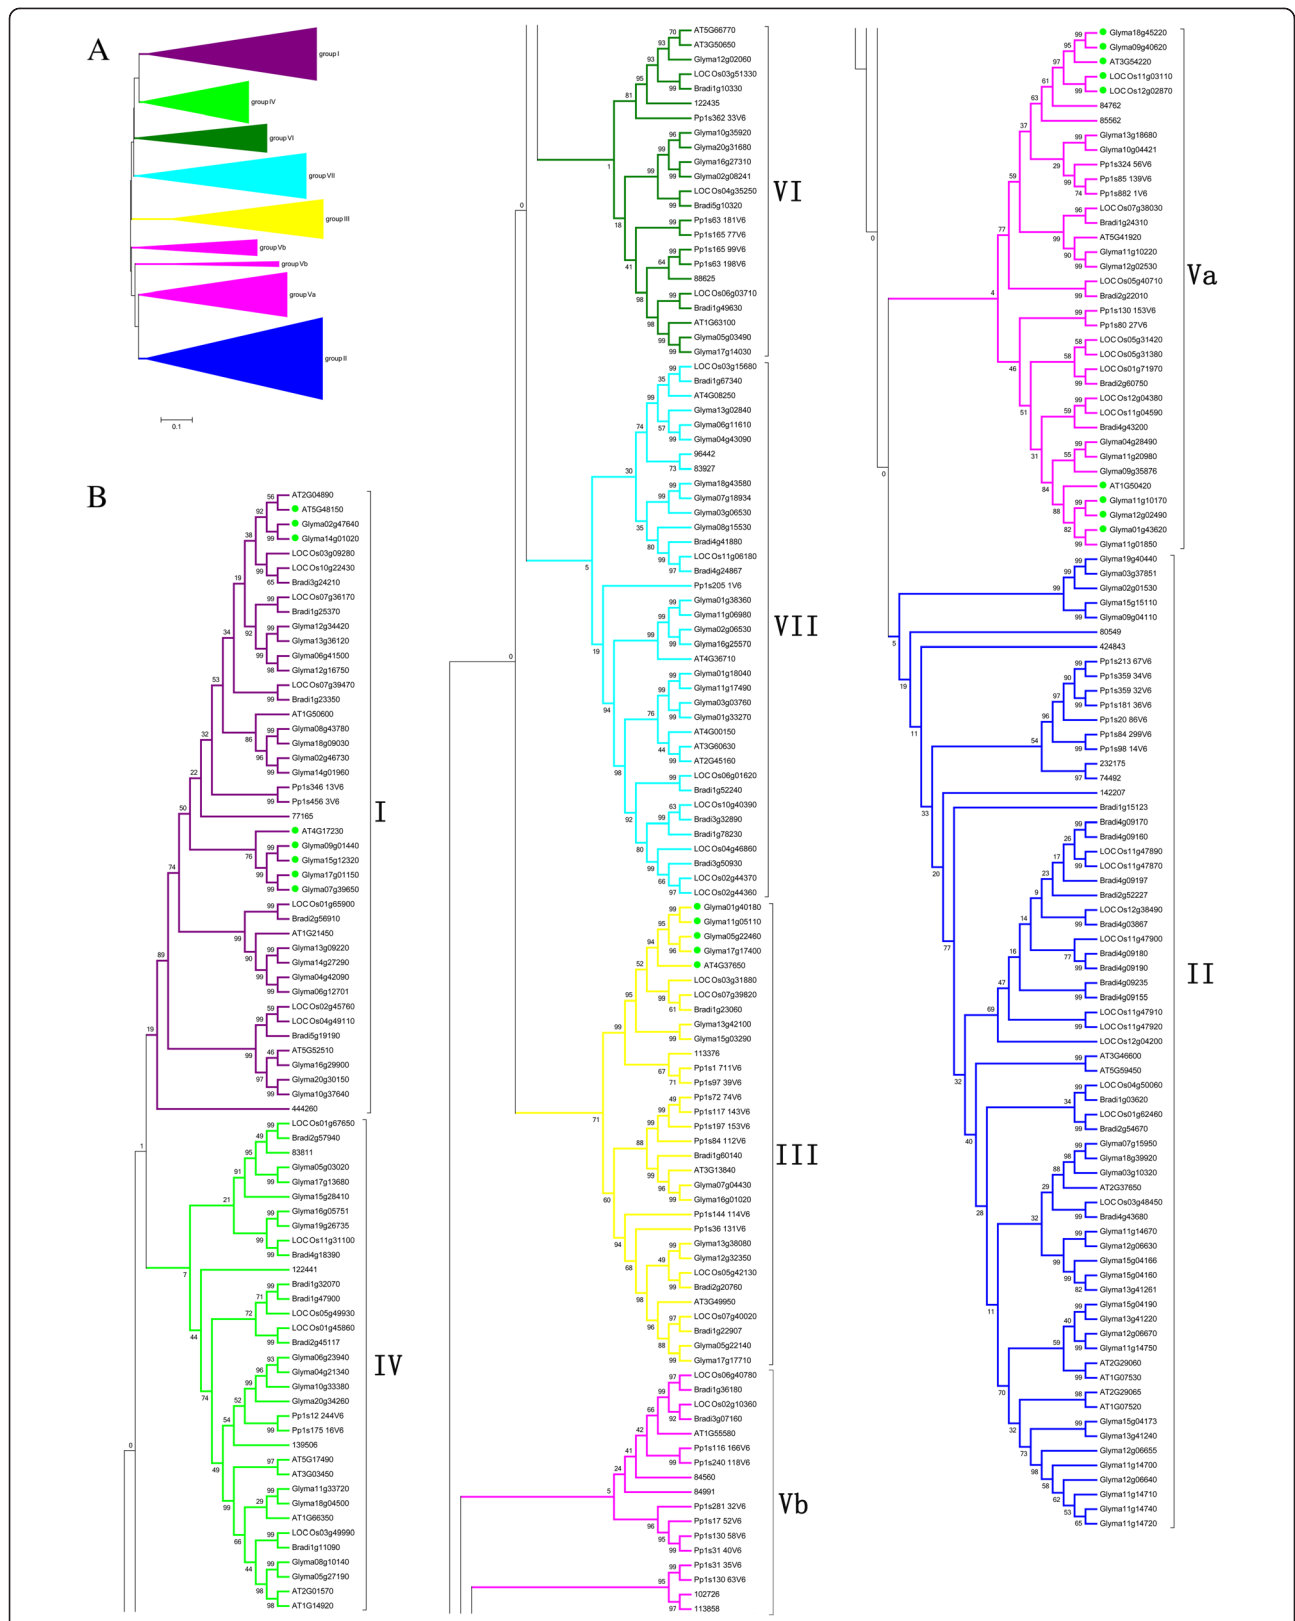 A
group I
group IV
group VI
group VII
group III
group Vb
group Vb
group Va
group II
0.1
B
AT2G04890
AT5G48150
Glyma02g47640
Glyma14g01020
LOC Os03g09280
LOC Os10g22430
Bradi3g24210
LOC Os07g36170
Bradi1g25370
Glyma12g34420
Glyma13g36120
Glyma06g41500
Glyma12g16750
LOC Os07g39470
Bradi1g23350
AT1G50600
Glyma08g43780
Glyma18g09030
Glyma02g46730
Glyma14g01960
Pp1s346 13V6
Pp1s456 3V6
77165
AT4G17230
Glyma09g01440
Glyma15g12320
Glyma17g01150
Glyma07g39650
LOC Os01g65900
Bradi2g56910
AT1G21450
Glyma13g09220
Glyma14g27290
Glyma04g42090
Glyma06g12701
LOC Os02g45760
LOC Os04g49110
Bradi5g19190
AT5G52510
Glyma16g29900
Glyma20g30150
Glyma10g37640
444260
I
LOC Os01g67650
Bradi2g57940
83811
Glyma05g03020
Glyma17g13680
Glyma15g28410
Glyma16g05751
Glyma19g26735
LOC Os11g31100
Bradi4g18390
122441
Bradi1g32070
Bradi1g47900
LOC Os05g49930
LOC Os01g45860
Bradi2g45117
Glyma06g23940
Glyma04g21340
Glyma10g33380
Glyma20g34260
Pp1s12 244V6
Pp1s175 16V6
139506
AT5G17490
AT3G03450
Glyma11g33720
Glyma18g04500
AT1G66350
LOC Os03g49990
Bradi1g11090
Glyma08g10140
Glyma05g27190
AT2G01570
AT1G14920
IV
AT5G66770
AT3G50650
Glyma12g02060
LOC Os03g51330
Bradi1g10330
122435
Pp1s362 33V6
Glyma10g35920
Glyma20g31680
Glyma16g27310
Glyma02g08241
LOC Os04g35250
Bradi5g10320
Pp1s63 181V6
Pp1s165 77V6
Pp1s165 99V6
Pp1s63 198V6
88625
LOC Os06g03710
Bradi1g49630
AT1G63100
Glyma05g03490
Glyma17g14030
VI
LOC Os03g15680
Bradi1g67340
AT4G08250
Glyma13g02840
Glyma06g11610
Glyma04g43090
96442
83927
Glyma18g43580
Glyma07g18934
Glyma03g06530
Glyma08g15530
Bradi4g41880
LOC Os11g06180
Bradi4g24867
Pp1s205 1V6
Glyma01g38360
Glyma11g06980
Glyma02g06530
Glyma16g25570
AT4G36710
Glyma01g18040
Glyma11g17490
Glyma03g03760
Glyma01g33270
AT4G00150
AT3G60630
AT2G45160
LOC Os06g01620
Bradi1g52240
LOC Os10g40390
Bradi3g32890
Bradi1g78230
LOC Os04g46860
Bradi3g50930
LOC Os02g44370
LOC Os02g44360
VII
Glyma01g40180
Glyma11g05110
Glyma05g22460
Glyma17g17400
AT4G37650
LOC Os03g31880
LOC Os07g39820
Bradi1g23060
Glyma13g42100
Glyma15g03290
113376
Pp1s1 711V6
Pp1s97 39V6
Pp1s72 74V6
Pp1s117 143V6
Pp1s197 153V6
Pp1s84 112V6
Bradi1g60140
AT3G13840
Glyma07g04430
Glyma16g01020
Pp1s144 114V6
Pp1s36 131V6
Glyma13g38080
Glyma12g32350
LOC Os05g42130
Bradi2g20760
AT3G49950
LOC Os07g40020
Bradi1g22907
Glyma05g22140
Glyma17g17710
III
LOC Os06g40780
Bradi1g36180
LOC Os02g10360
Bradi3g07160
AT1G55580
Pp1s116 166V6
Pp1s240 118V6
84560
84991
Pp1s281 32V6
Pp1s17 52V6
Pp1s130 58V6
Pp1s31 40V6
Pp1s31 35V6
Pp1s130 63V6
102726
113858
Vb
Glyma18g45220
Glyma09g40620
AT3G54220
LOC Os11g03110
LOC Os12g02870
84762
85562
Glyma13g18680
Glyma10g04421
Pp1s324 56V6
Pp1s85 139V6
Pp1s882 1V6
LOC Os07g38030
Bradi1g24310
AT5G41920
Glyma11g10220
Glyma12g02530
LOC Os05g40710
Bradi2g22010
Pp1s130 153V6
Pp1s80 27V6
LOC Os05g31420
LOC Os05g31380
LOC Os01g71970
Bradi2g60750
LOC Os12g04380
LOC Os11g04590
Bradi4g43200
Glyma04g28490
Glyma11g20980
Glyma09g35876
AT1G50420
Glyma11g10170
Glyma12g02490
Glyma01g43620
Glyma11g01850
Va
Glyma19g40440
Glyma03g37851
Glyma02g01530
Glyma15g15110
Glyma09g04110
80549
424843
Pp1s213 67V6
Pp1s359 34V6
Pp1s359 32V6
Pp1s181 36V6
Pp1s20 86V6
Pp1s84 299V6
Pp1s98 14V6
232175
74492
142207
Bradi1g15123
Bradi4g09170
Bradi4g09160
LOC Os11g47890
LOC Os11g47870
Bradi4g09197
Bradi2g52227
LOC Os12g38490
Bradi4g03867
LOC Os11g47900
Bradi4g09180
Bradi4g09190
Bradi4g09235
Bradi4g09155
LOC Os11g47910
LOC Os11g47920
LOC Os12g04200
AT3G46600
AT5G59450
LOC Os04g50060
Bradi1g03620
LOC Os01g62460
Bradi2g54670
Glyma07g15950
Glyma18g39920
Glyma03g10320
AT2G37650
LOC Os03g48450
Bradi4g43680
Glyma11g14670
Glyma12g06630
Glyma15g04166
Glyma15g04160
Glyma13g41261
Glyma15g04190
Glyma13g41220
Glyma12g06670
Glyma11g14750
AT2G29060
AT1G07530
AT2G29065
AT1G07520
Glyma15g04173
Glyma13g41240
Glyma12g06655
Glyma11g14700
Glyma12g06640
Glyma11g14710
Glyma11g14740
Glyma11g14720
II